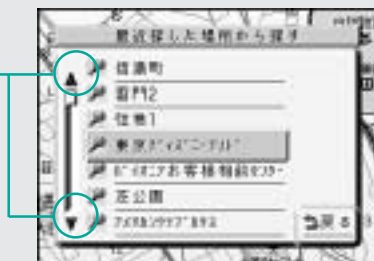 最近探した場所から探す
信濃町
雷門2
住地1
東京ディズニーランド
パイオニアお客様相談センター
芝公園
戻る